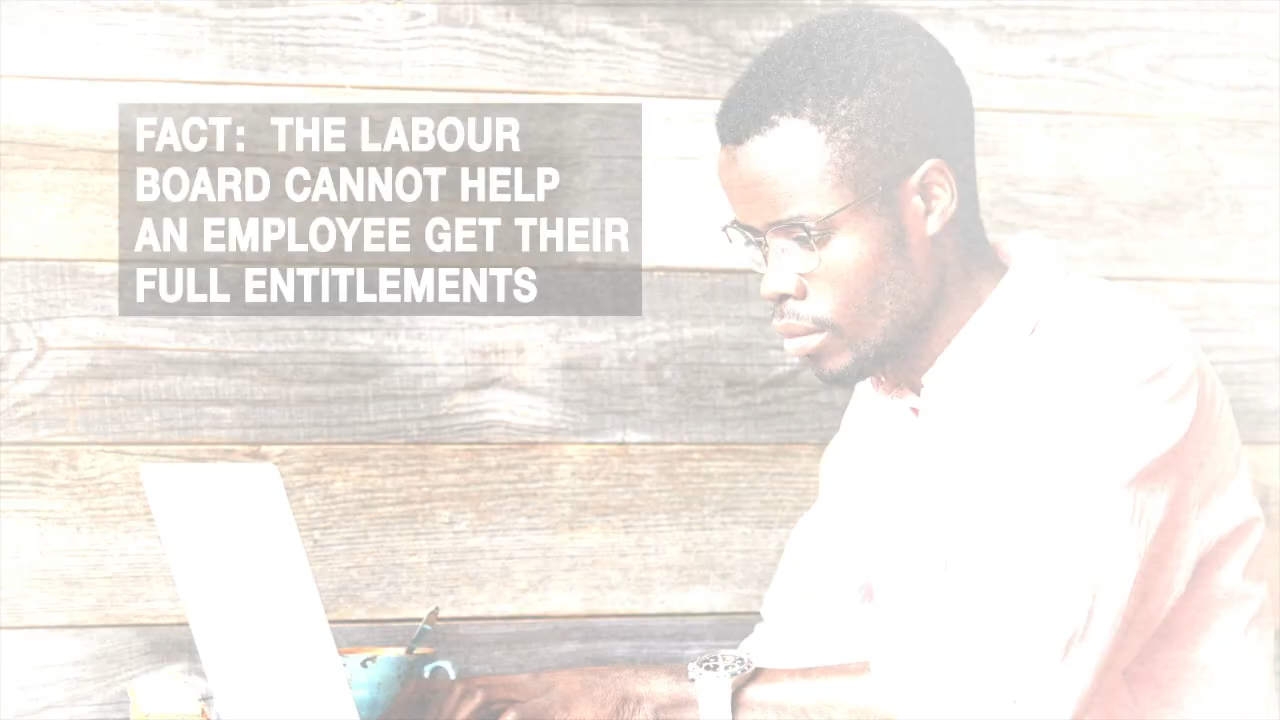 FACT:  THE LABOUR
BOARD CANNOT HELP
AN EMPLOYEE GET THEIR
FULL ENTITLEMENTS